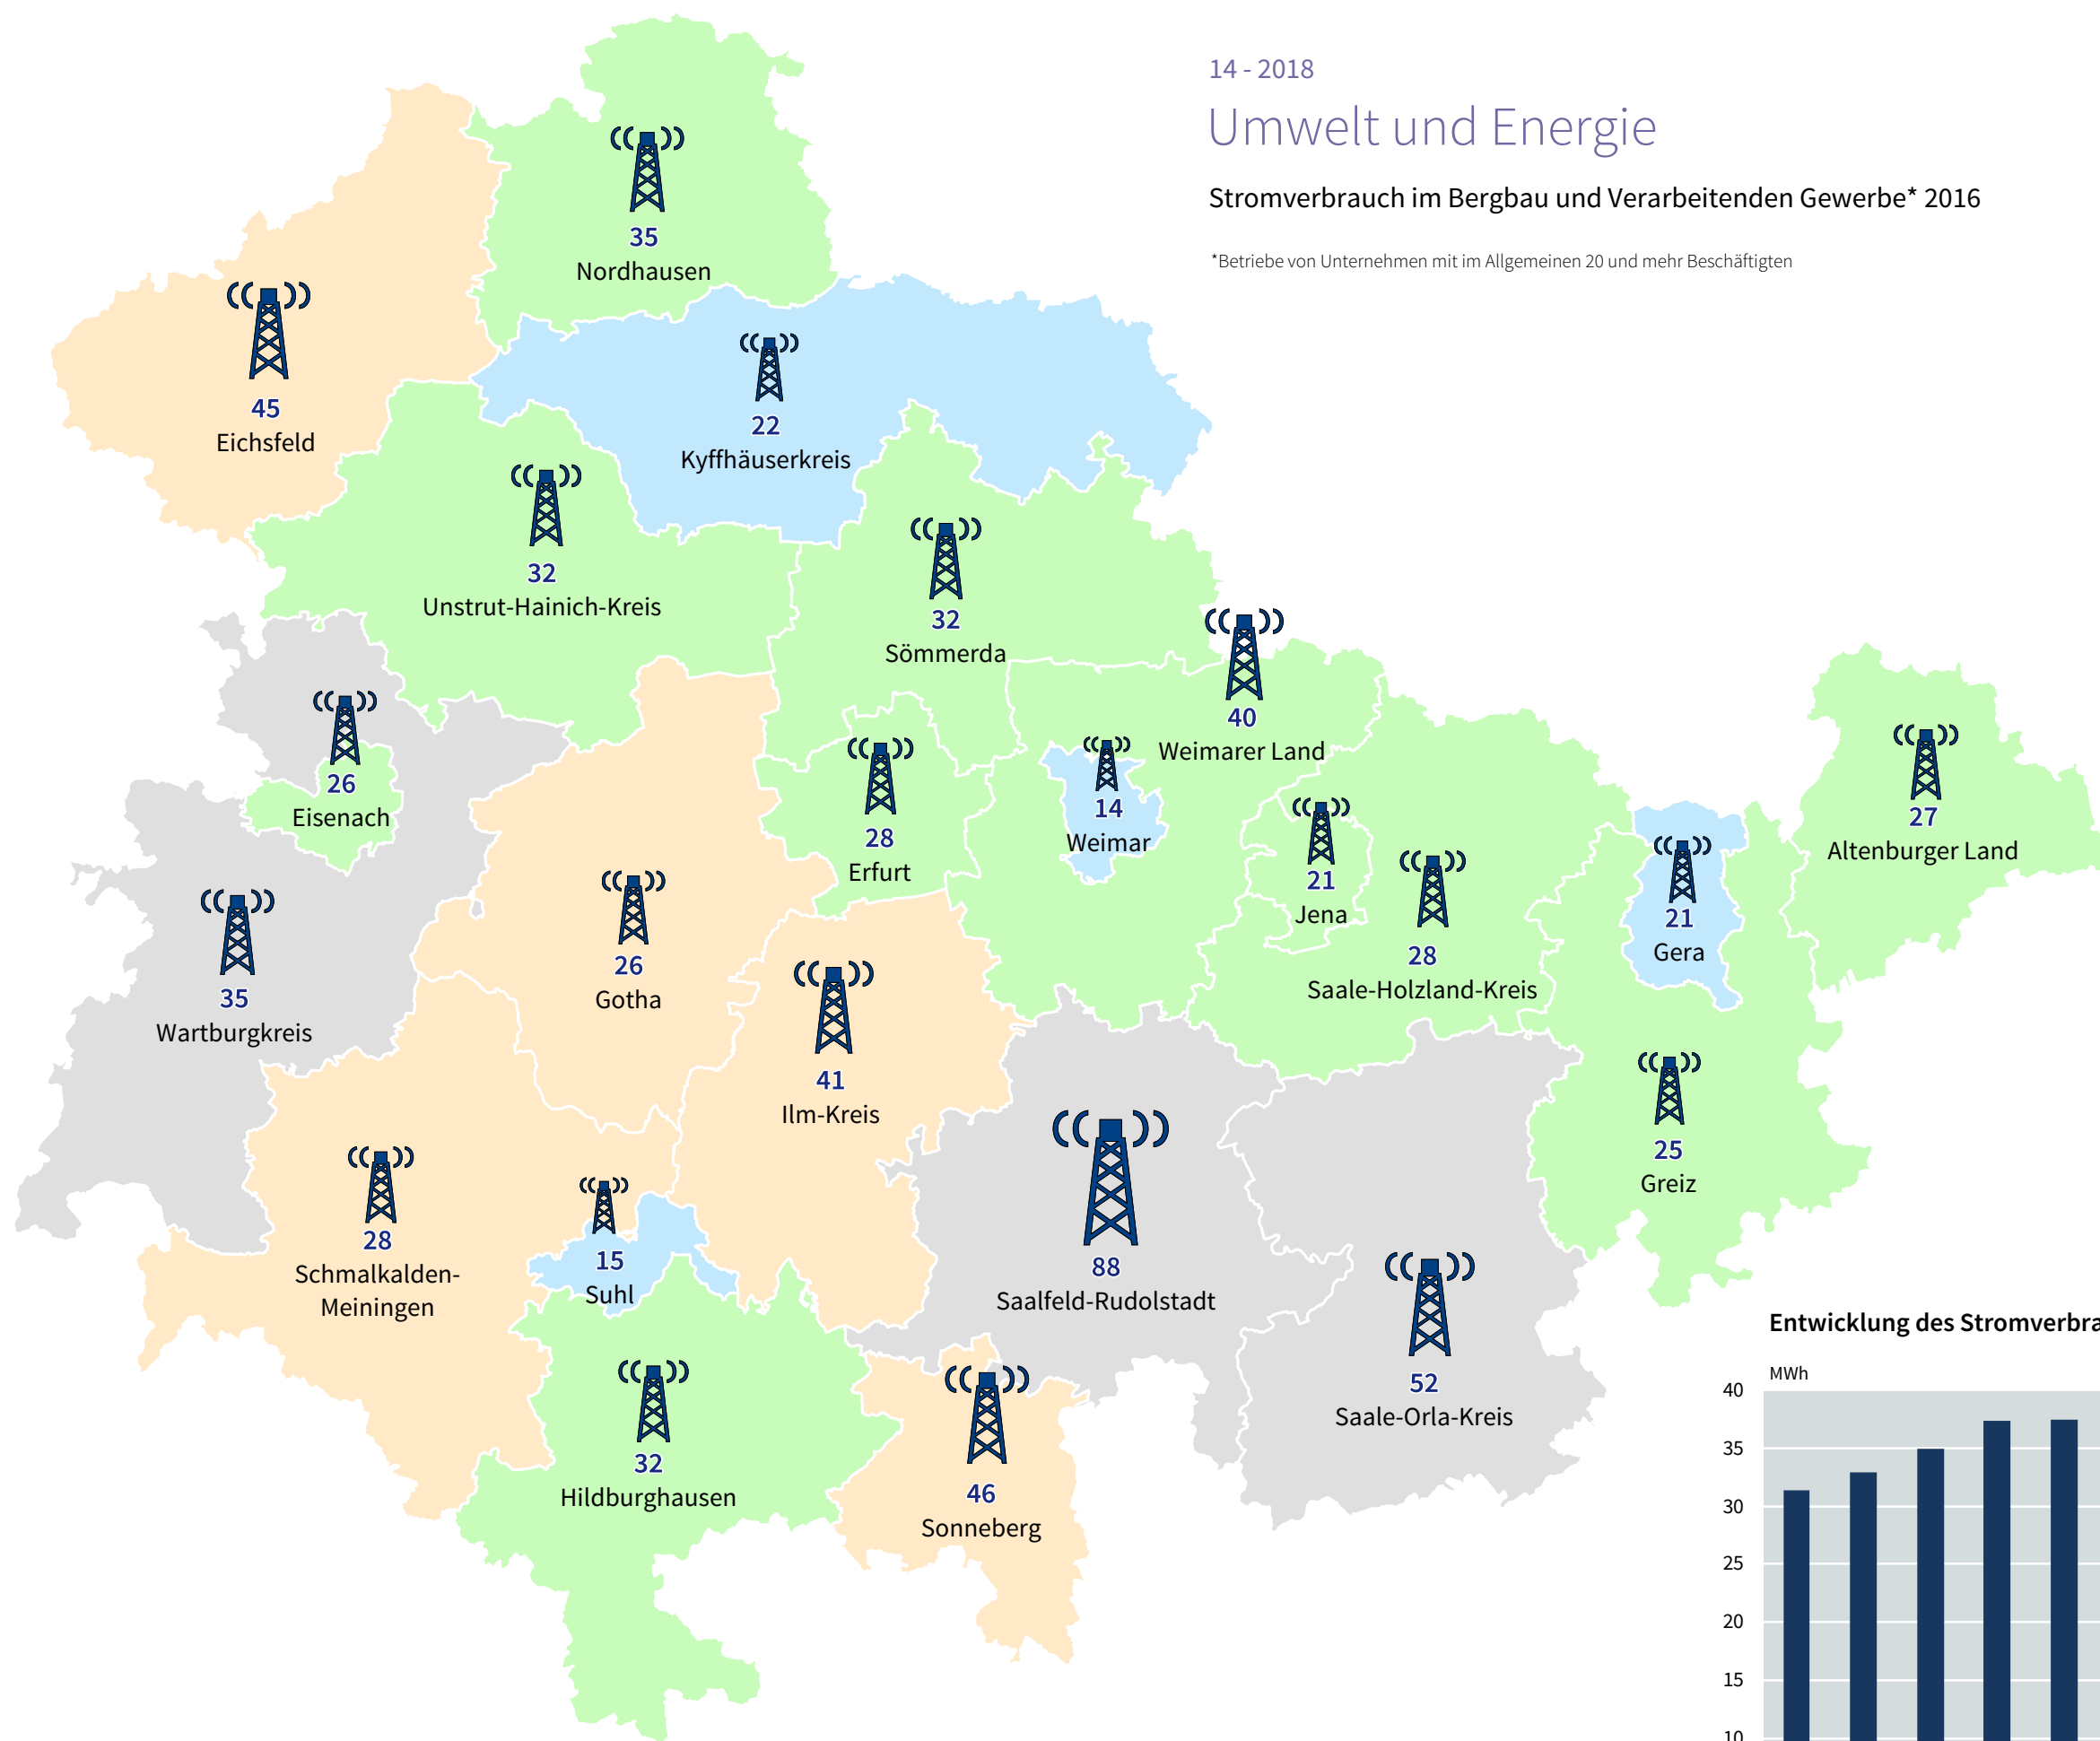 14 - 2018
Umwelt und Energie
Stromverbrauch im Bergbau und Verarbeitenden Gewerbe* 2016
*Betriebe von Unternehmen mit im Allgemeinen 20 und mehr Beschäftigten
35
Nordhausen
45
Eichsfeld
22
Kyffhäuserkreis
32
Unstrut-Hainich-Kreis
32
Sömmerda
40
Weimarer Land
26
Eisenach
28
Erfurt
14
Weimar
21
Jena
28
Saale-Holzland-Kreis
21
Gera
27
Altenburger Land
35
Wartburgkreis
26
Gotha
41
Ilm-Kreis
25
Greiz
28
Schmalkalden-
Meiningen
15
Suhl
88
Saalfeld-Rudolstadt
52
Saale-Orla-Kreis
32
Hildburghausen
46
Sonneberg
Entwicklung des Stromverbra
MWh
40
35
30
25
20
15
10